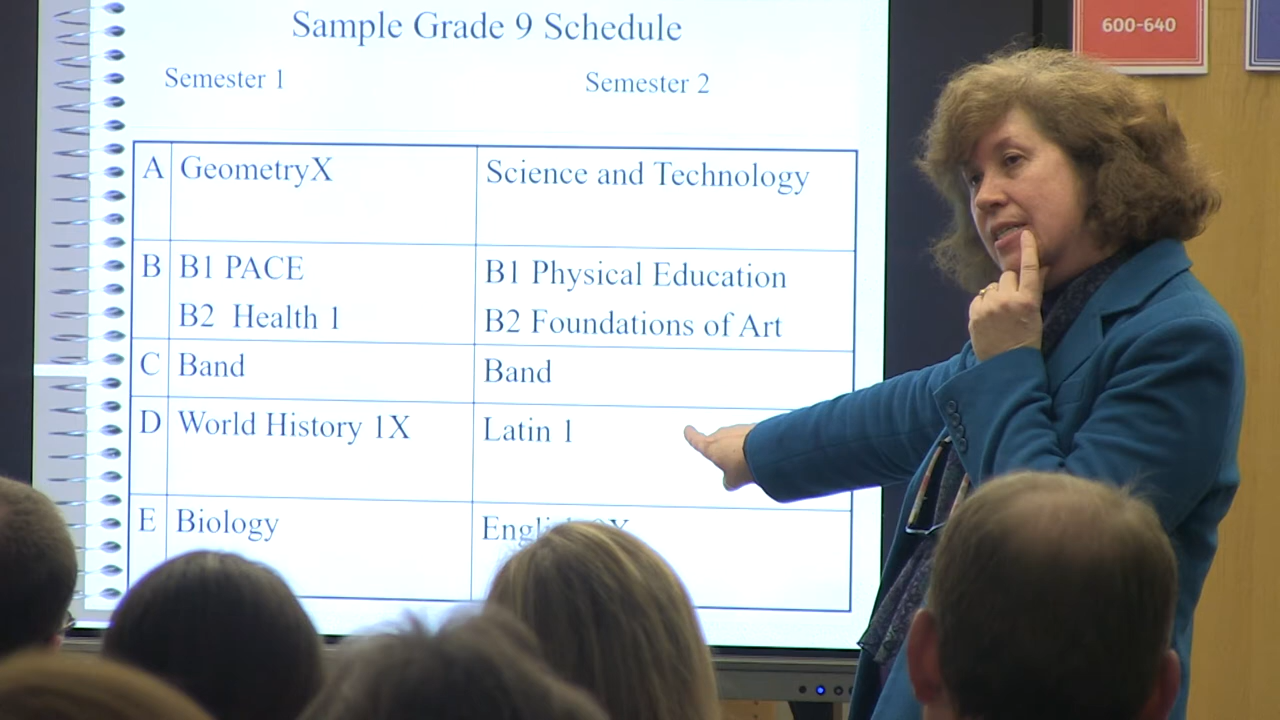 600-640
Sample Grade 9 Schedule
Semester 1 Semester 2
A GeometryX Science and Technology
B B1 PACE B1 Physical Education
B2 Health 1 B2 Foundations of Art
C Band Band
D World History 1X Latin 1
E Biology